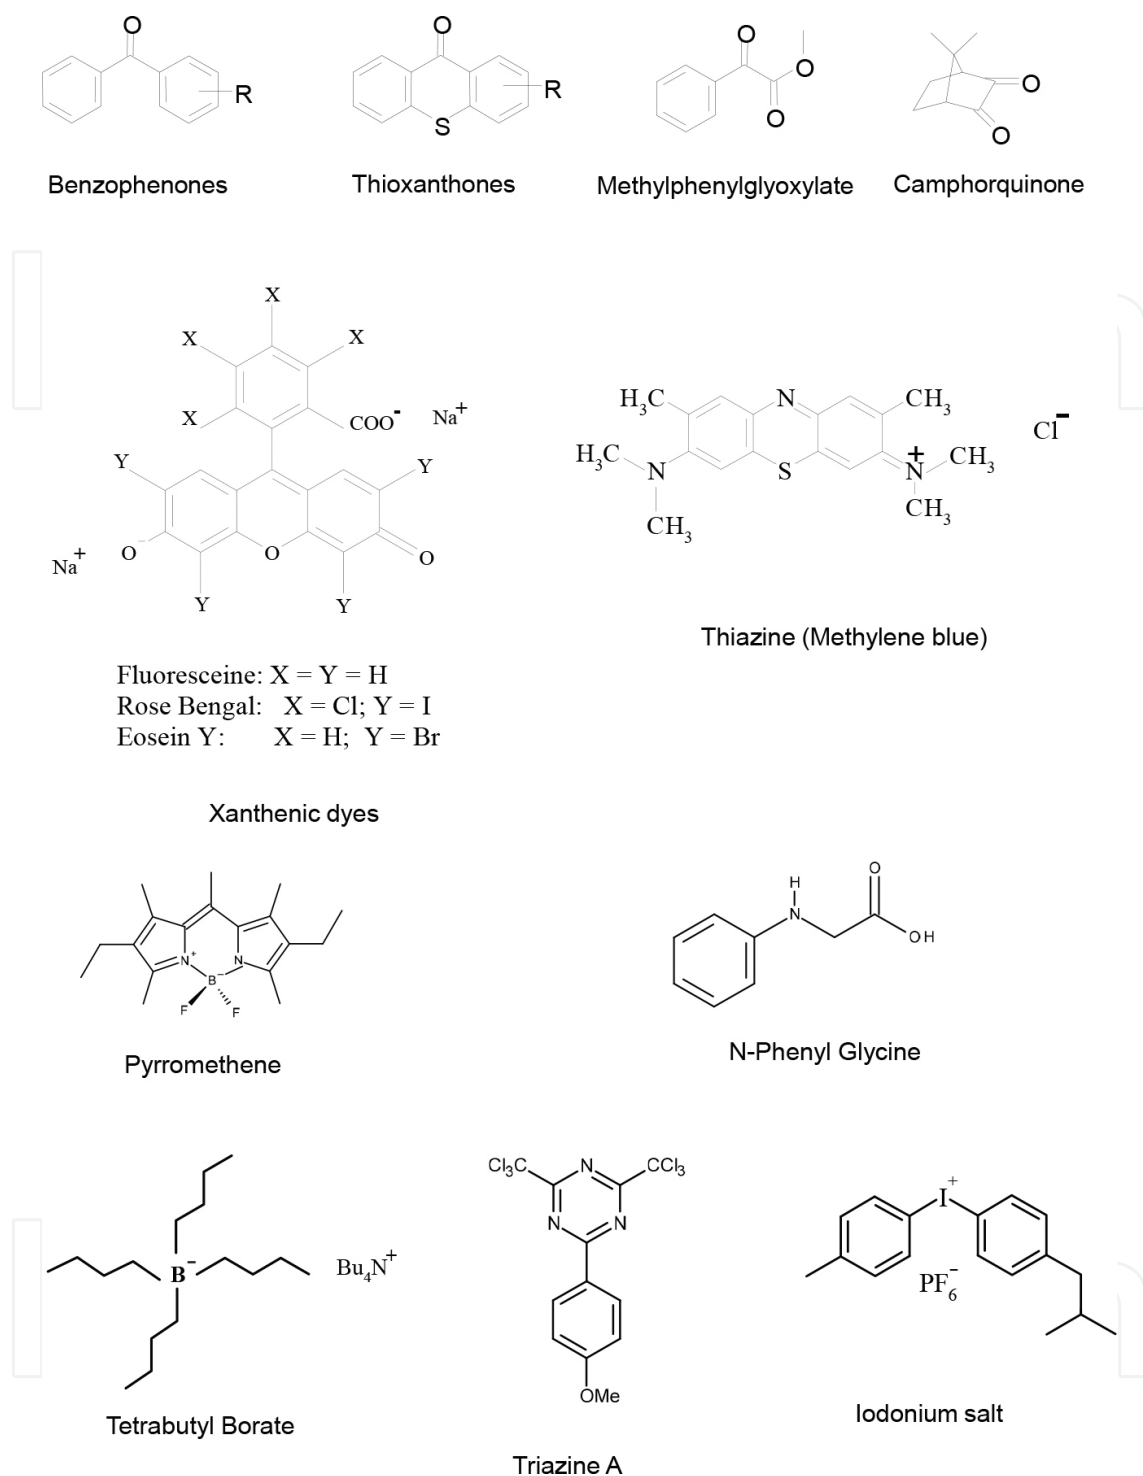 O
R
Benzophenones
O
S
R
Thioxanthones
O
O
O
Methylphenylglyoxylate
O
O
Camphorquinone
X
X
X
X
COO- Na+
Y
Y
O-
O
O
Na+
Y
Y
Fluoresceine: X = Y = H
Rose Bengal: X = Cl; Y = I
Eosein Y: X = H; Y = Br
Xanthenic dyes
H3C
N
CH3
Cl-
H3C
N
S
+
N
CH3
CH3
CH3
Thiazine (Methylene blue)
N+
N
B-
F
F
Pyrromethene
H
N
O
OH
N-Phenyl Glycine
B-
Bu4N+
Tetrabutyl Borate
Cl3C
N
CCl3
N
N
OMe
Triazine A
I+
PF6-
Iodonium salt